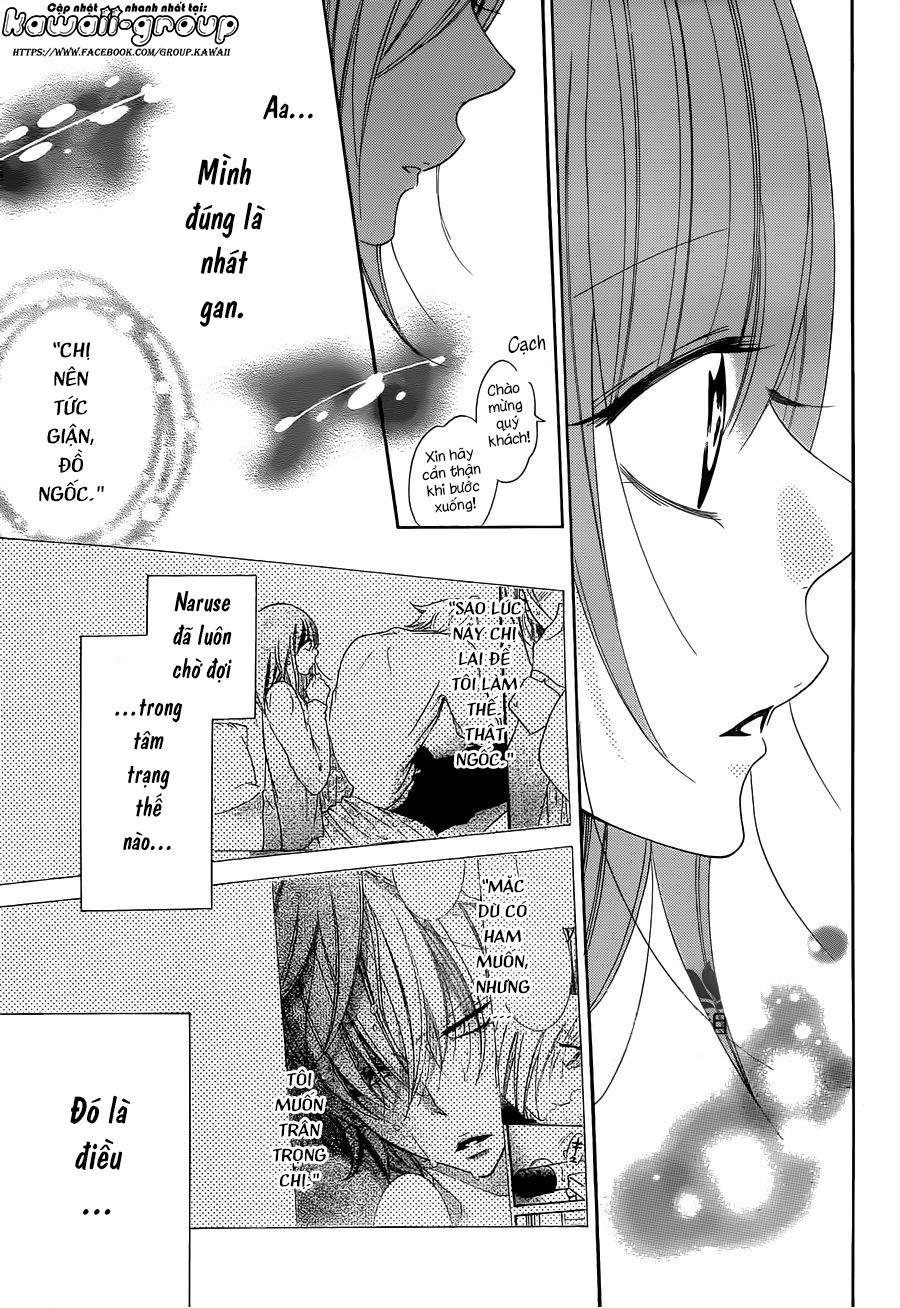 Cập nhật nhanh nhất tại:
kawaii-group
HTTPS://WWW.FACEBOOK.COM/GROUP.KAWAII
Cạch
Chào
mừng
quý
khách!
Xin hãy
cẩn thận
khi bước
xuống!
Aa...
Mình
đúng là
nhát
gan.
"CHỊ
NÊN
TỨC
GIẬN,
ĐỒ
NGỐC."
"SAO LÚC
NÀY CHỊ
LẠI ĐỂ
TÔI LÀM
THẾ,
THẬT
NGỐC."
Naruse
đã luôn
chờ đợi
...trong
tâm
trạng
thế
nào...
"MẶC
DÙ CÓ
HAM
MUỐN,
NHƯNG
TÔI
MUỐN
TRÂN
TRỌNG
CHỊ."
Đó là
điều
...